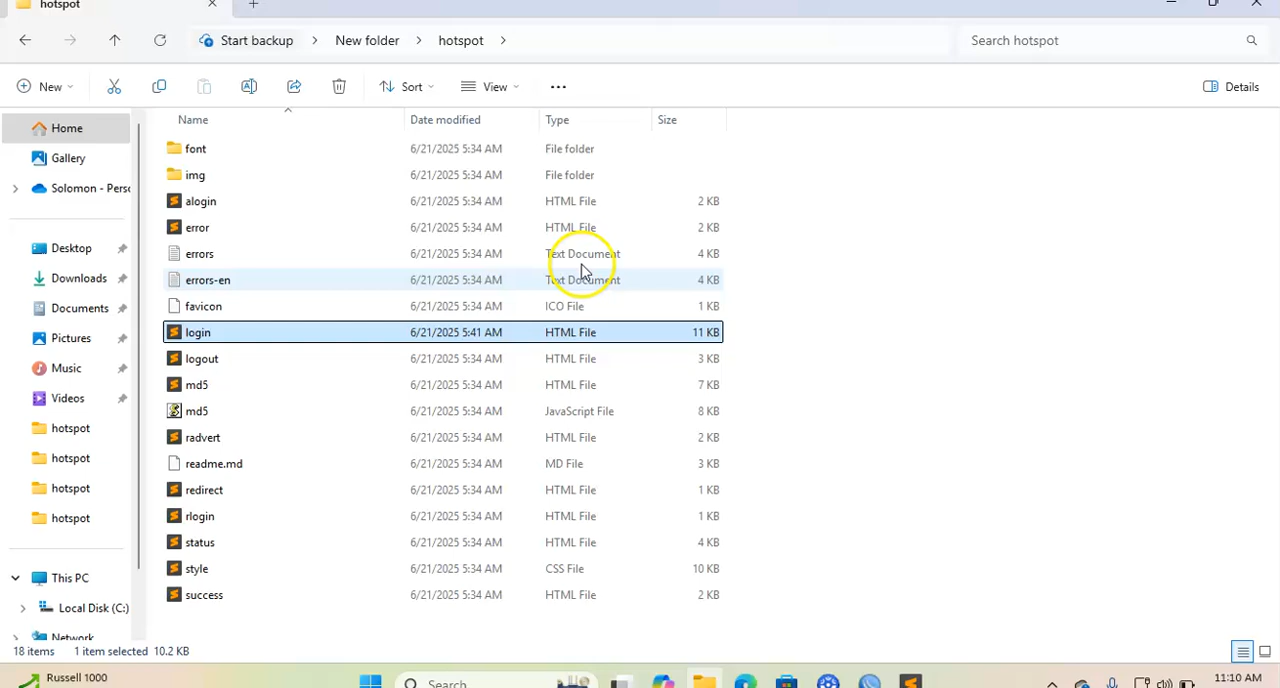 hotspot
Start backup > New folder > hotspot >
Search hotspot
New
Sort
View
Details
Name Date modified Type Size
Home
Gallery
Solomon - Perso
Desktop
Downloads
Documents
Pictures
Music
Videos
hotspot
hotspot
hotspot
hotspot
This PC
Local Disk (C:)
Network
font 6/21/2025 5:34 AM File folder
img 6/21/2025 5:34 AM File folder
alogin 6/21/2025 5:34 AM HTML File 2 KB
error 6/21/2025 5:34 AM HTML File 2 KB
errors 6/21/2025 5:34 AM Text Document 4 KB
errors-en 6/21/2025 5:34 AM Text Document 4 KB
favicon 6/21/2025 5:34 AM ICO File 1 KB
login 6/21/2025 5:41 AM HTML File 11 KB
logout 6/21/2025 5:34 AM HTML File 3 KB
md5 6/21/2025 5:34 AM HTML File 7 KB
md5 6/21/2025 5:34 AM JavaScript File 8 KB
radvert 6/21/2025 5:34 AM HTML File 2 KB
readme.md 6/21/2025 5:34 AM MD File 3 KB
redirect 6/21/2025 5:34 AM HTML File 1 KB
rlogin 6/21/2025 5:34 AM HTML File 1 KB
status 6/21/2025 5:34 AM HTML File 4 KB
style 6/21/2025 5:34 AM CSS File 10 KB
success 6/21/2025 5:34 AM HTML File 2 KB
18 items 1 item selected 10.2 KB
Russell 1000
Search
11:10 AM